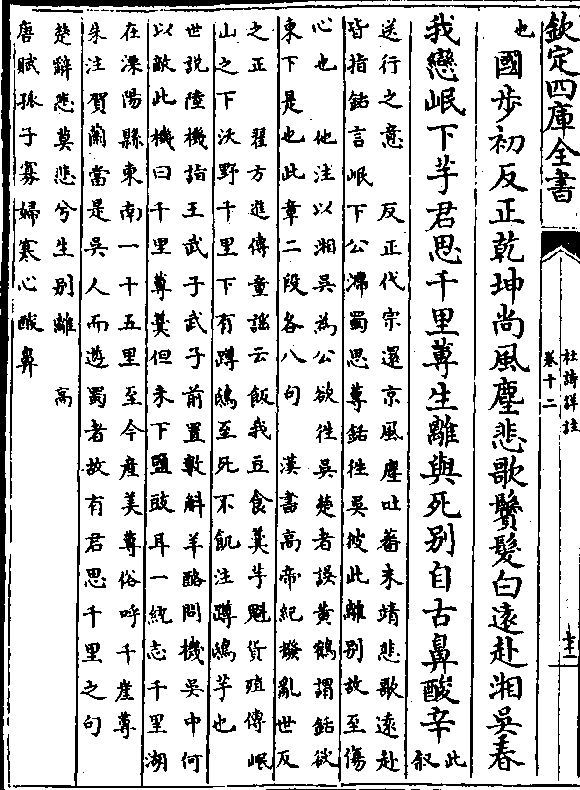 欽定四庫全書
杜詩詳註
卷十二
也
國步初反正乾坤尚風塵悲歌鬢髮白遠赴湘吳春
我戀岷下芋君思千里蓴生離與死别自古鼻酸辛
此
叙
送行之意　反正代宗還京風塵吐蕃未靖悲歌遠赴
皆指銛言岷下公滯蜀思蓴銛徃吳彼此離别故至傷
心也　他注以湘吳為公欲徃吳楚者誤黄鶴謂銛欲
東下是也此章二段各八句　漢書高帝紀撥亂世反
之正　翟方進傳童謡云飯我豆食羮芋魁貨殖傳岷
山之下沃野千里下有蹲鴟至死不飢注蹲鴟芋也
世説陸機詣王武子武子前置數斛羊酪問機吳中何
以敵此機曰千里蓴羮但未下鹽豉耳一統志千里湖
在溧陽縣東南一十五里至今産美蓴俗呼千崖蓴
朱注賀蘭當是吳人而遊蜀者故有君思千里之句
楚辭悲莫悲兮生别離　高
唐賦孤子寡婦寒心酸鼻